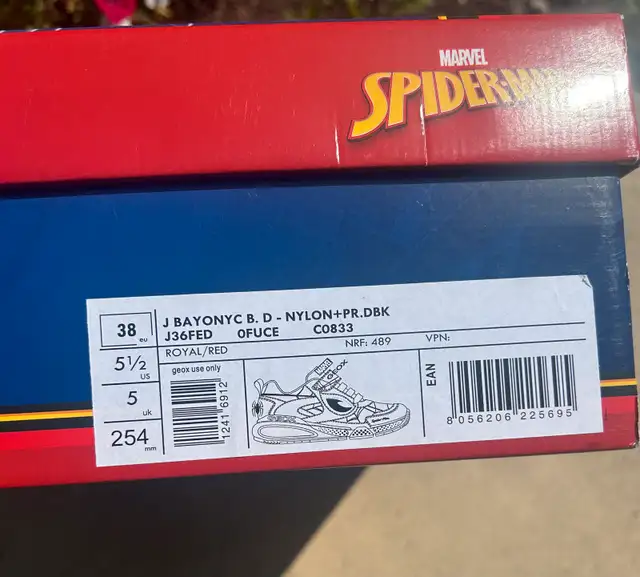 MARVEL
SPIDER-MAN
38 eu
5½ us
5 uk
254 mm
J BAYONYC B. D - NYLON+PR.DBK
J36FED 0FUCE C0833
ROYAL/RED NRF: 489 VPN:
geox use only
1241 6912
GEOX
EAN
8 056206 225695